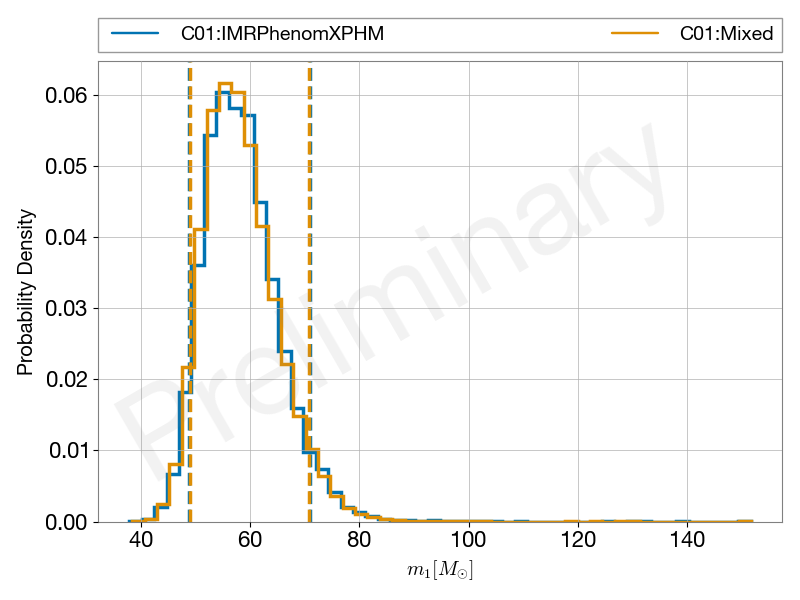 C01:IMRPhenomXPHM C01:Mixed
0.06
0.05
0.04
0.03
0.02
0.01
0.00
Probability Density
Preliminary
40 60 80 100 120 140
m₁[M☉]